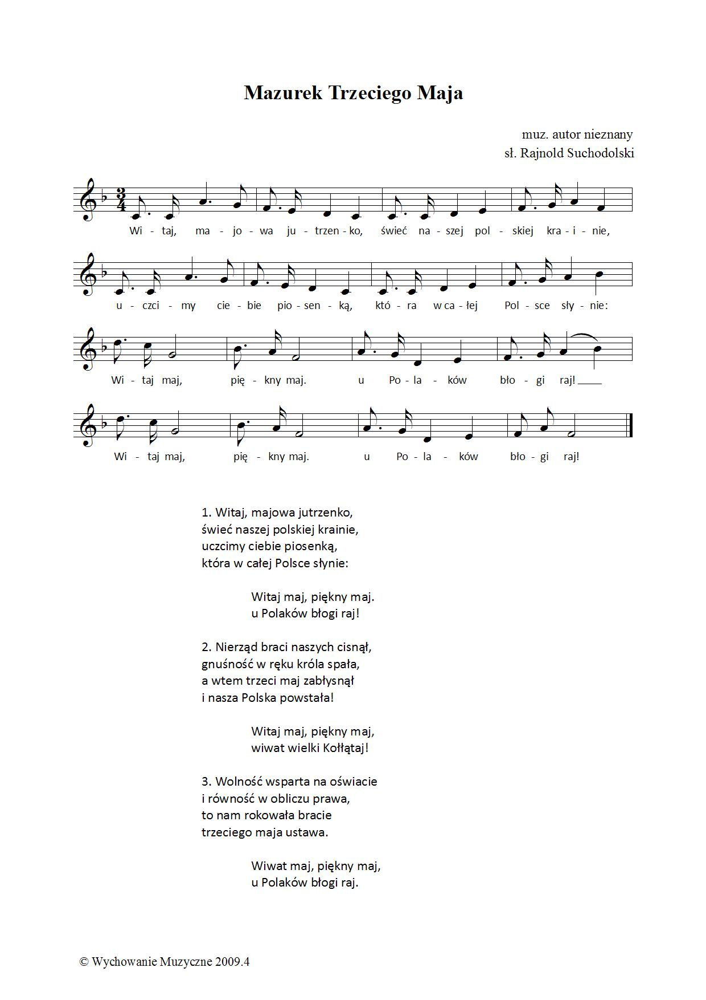 Mazurek Trzeciego Maja
muz. autor nieznany
sł. Rajnold Suchodolski
3
4
Wi - taj, ma - jo - wa ju - trzen - ko, świeć na - szej pol - skiej kra - i - nie,
u - czci - my cie - bie pio - sen - ką, któ - ra w ca - łej Pol - sce sły - nie:
Wi - taj maj, pię - kny maj. u Po - la - ków bło - gi raj!
Wi - taj maj, pię - kny maj. u Po - la - ków bło - gi raj!
1. Witaj, majowa jutrzenko,
świeć naszej polskiej krainie,
uczcimy ciebie piosenką,
która w całej Polsce słynie:
Witaj maj, piękny maj.
u Polaków błogi raj!
2. Nierząd braci naszych cisnął,
gnuśność w ręku króla spała,
a wtem trzeci maj zabłysnął
i nasza Polska powstała!
Witaj maj, piękny maj,
wiwat wielki Kołłątaj!
3. Wolność wsparta na oświacie
i równość w obliczu prawa,
to nam rokowała bracie
trzeciego maja ustawa.
Wiwat maj, piękny maj,
u Polaków błogi raj.
© Wychowanie Muzyczne 2009.4